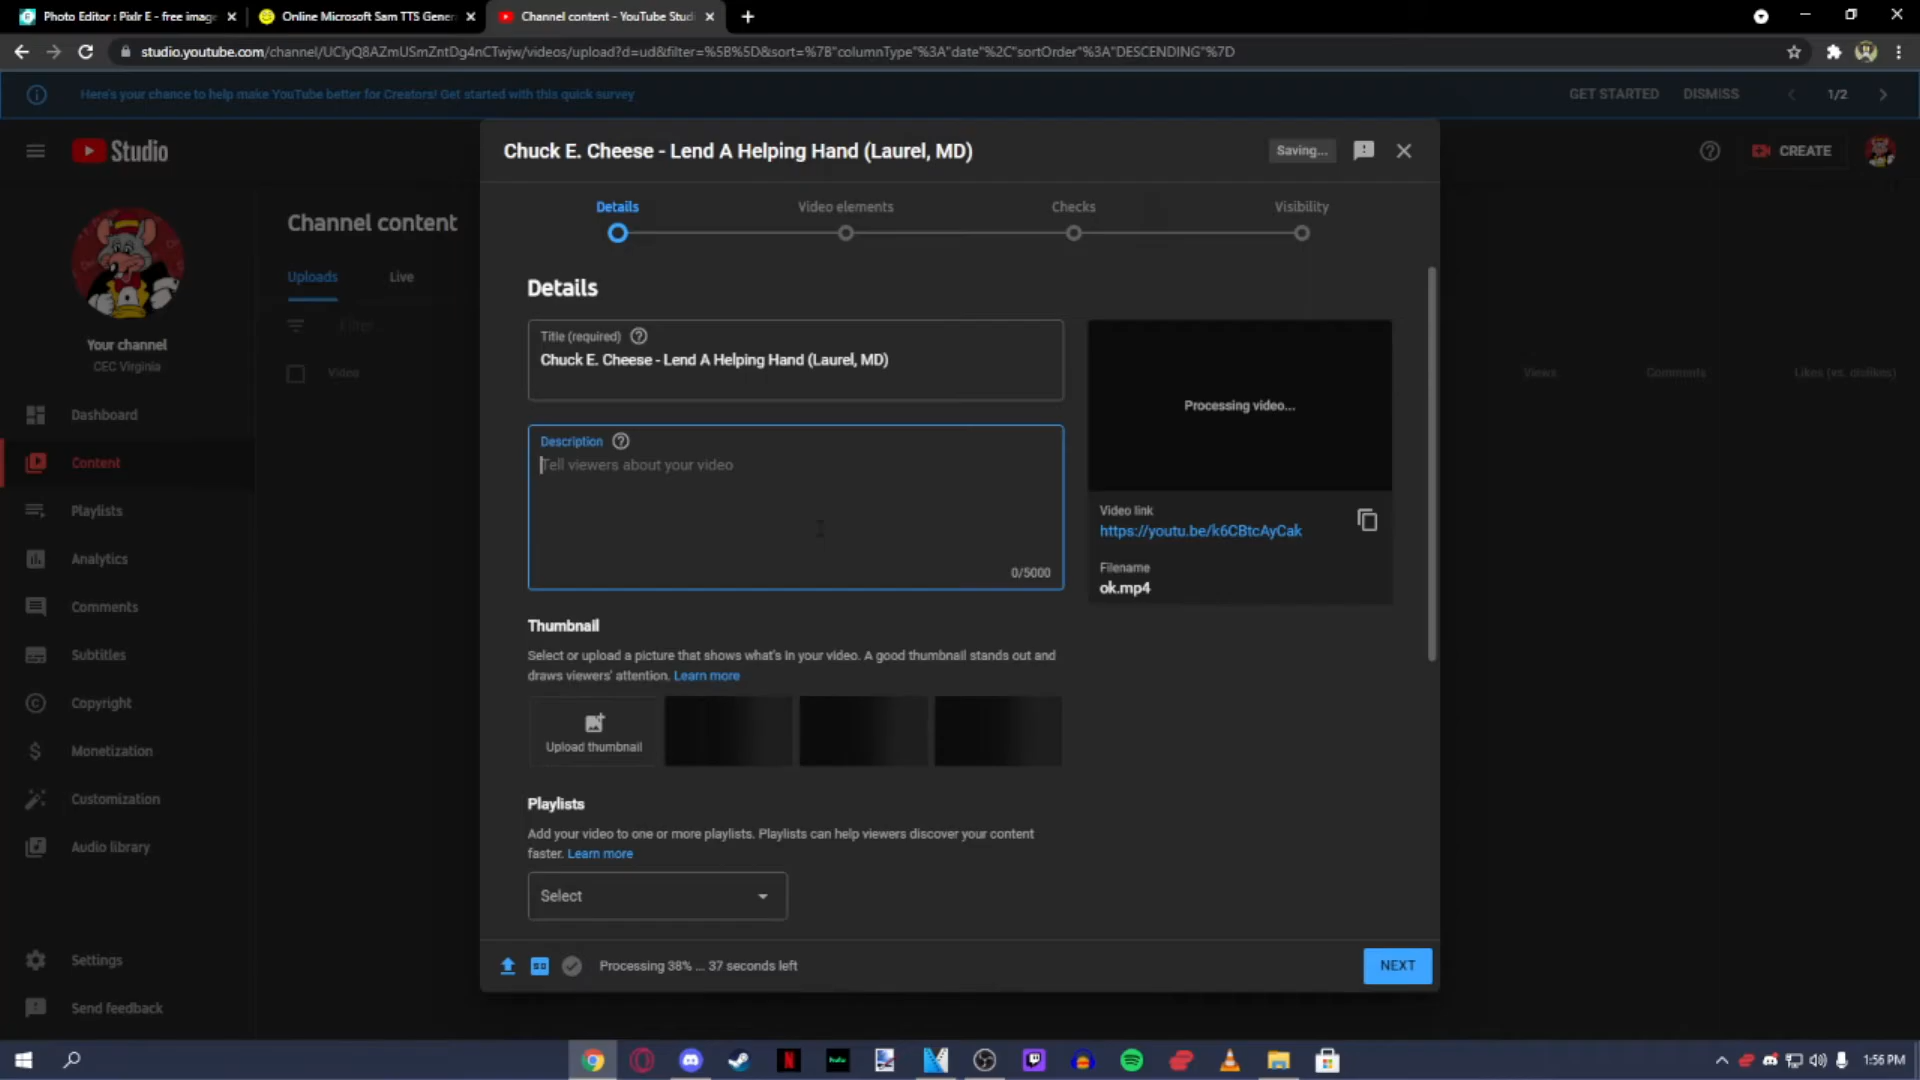 Photo Editor : Pixlr E - free imag
Online Microsoft Sam TTS Gener
Channel content - YouTube Studi
studio.youtube.com/channel/UClyQ8AZmUSmZntDg4nCTwjw/videos/upload?d=ud&filter=%5B%5D&sort=%7B"columnType"%3A"date"%2C"sortOrder"%3A"DESCENDING"%7D
Here's your chance to help make YouTube better for Creators! Get started with this quick survey
GET STARTED
DISMISS
1/2
Studio
Chuck E. Cheese - Lend A Helping Hand (Laurel, MD)
Saving...
CREATE
Details
Video elements
Checks
Visibility
Channel content
Uploads
Live
Filter
Video
Views
Comments
Likes (vs. dislikes)
Your channel
CEC Virginia
Dashboard
Content
Playlists
Analytics
Comments
Subtitles
Copyright
Monetization
Customization
Audio library
Settings
Send feedback
Details
Title (required)
Chuck E. Cheese - Lend A Helping Hand (Laurel, MD)
Description
Tell viewers about your video
0/5000
Processing video...
Video link
https://youtu.be/k6CBtcAyCak
Filename
ok.mp4
Thumbnail
Select or upload a picture that shows what's in your video. A good thumbnail stands out and
draws viewers' attention. Learn more
Upload thumbnail
Playlists
Add your video to one or more playlists. Playlists can help viewers discover your content
faster. Learn more
Select
SD
Processing 38% ... 37 seconds left
NEXT
hulu
1:56 PM